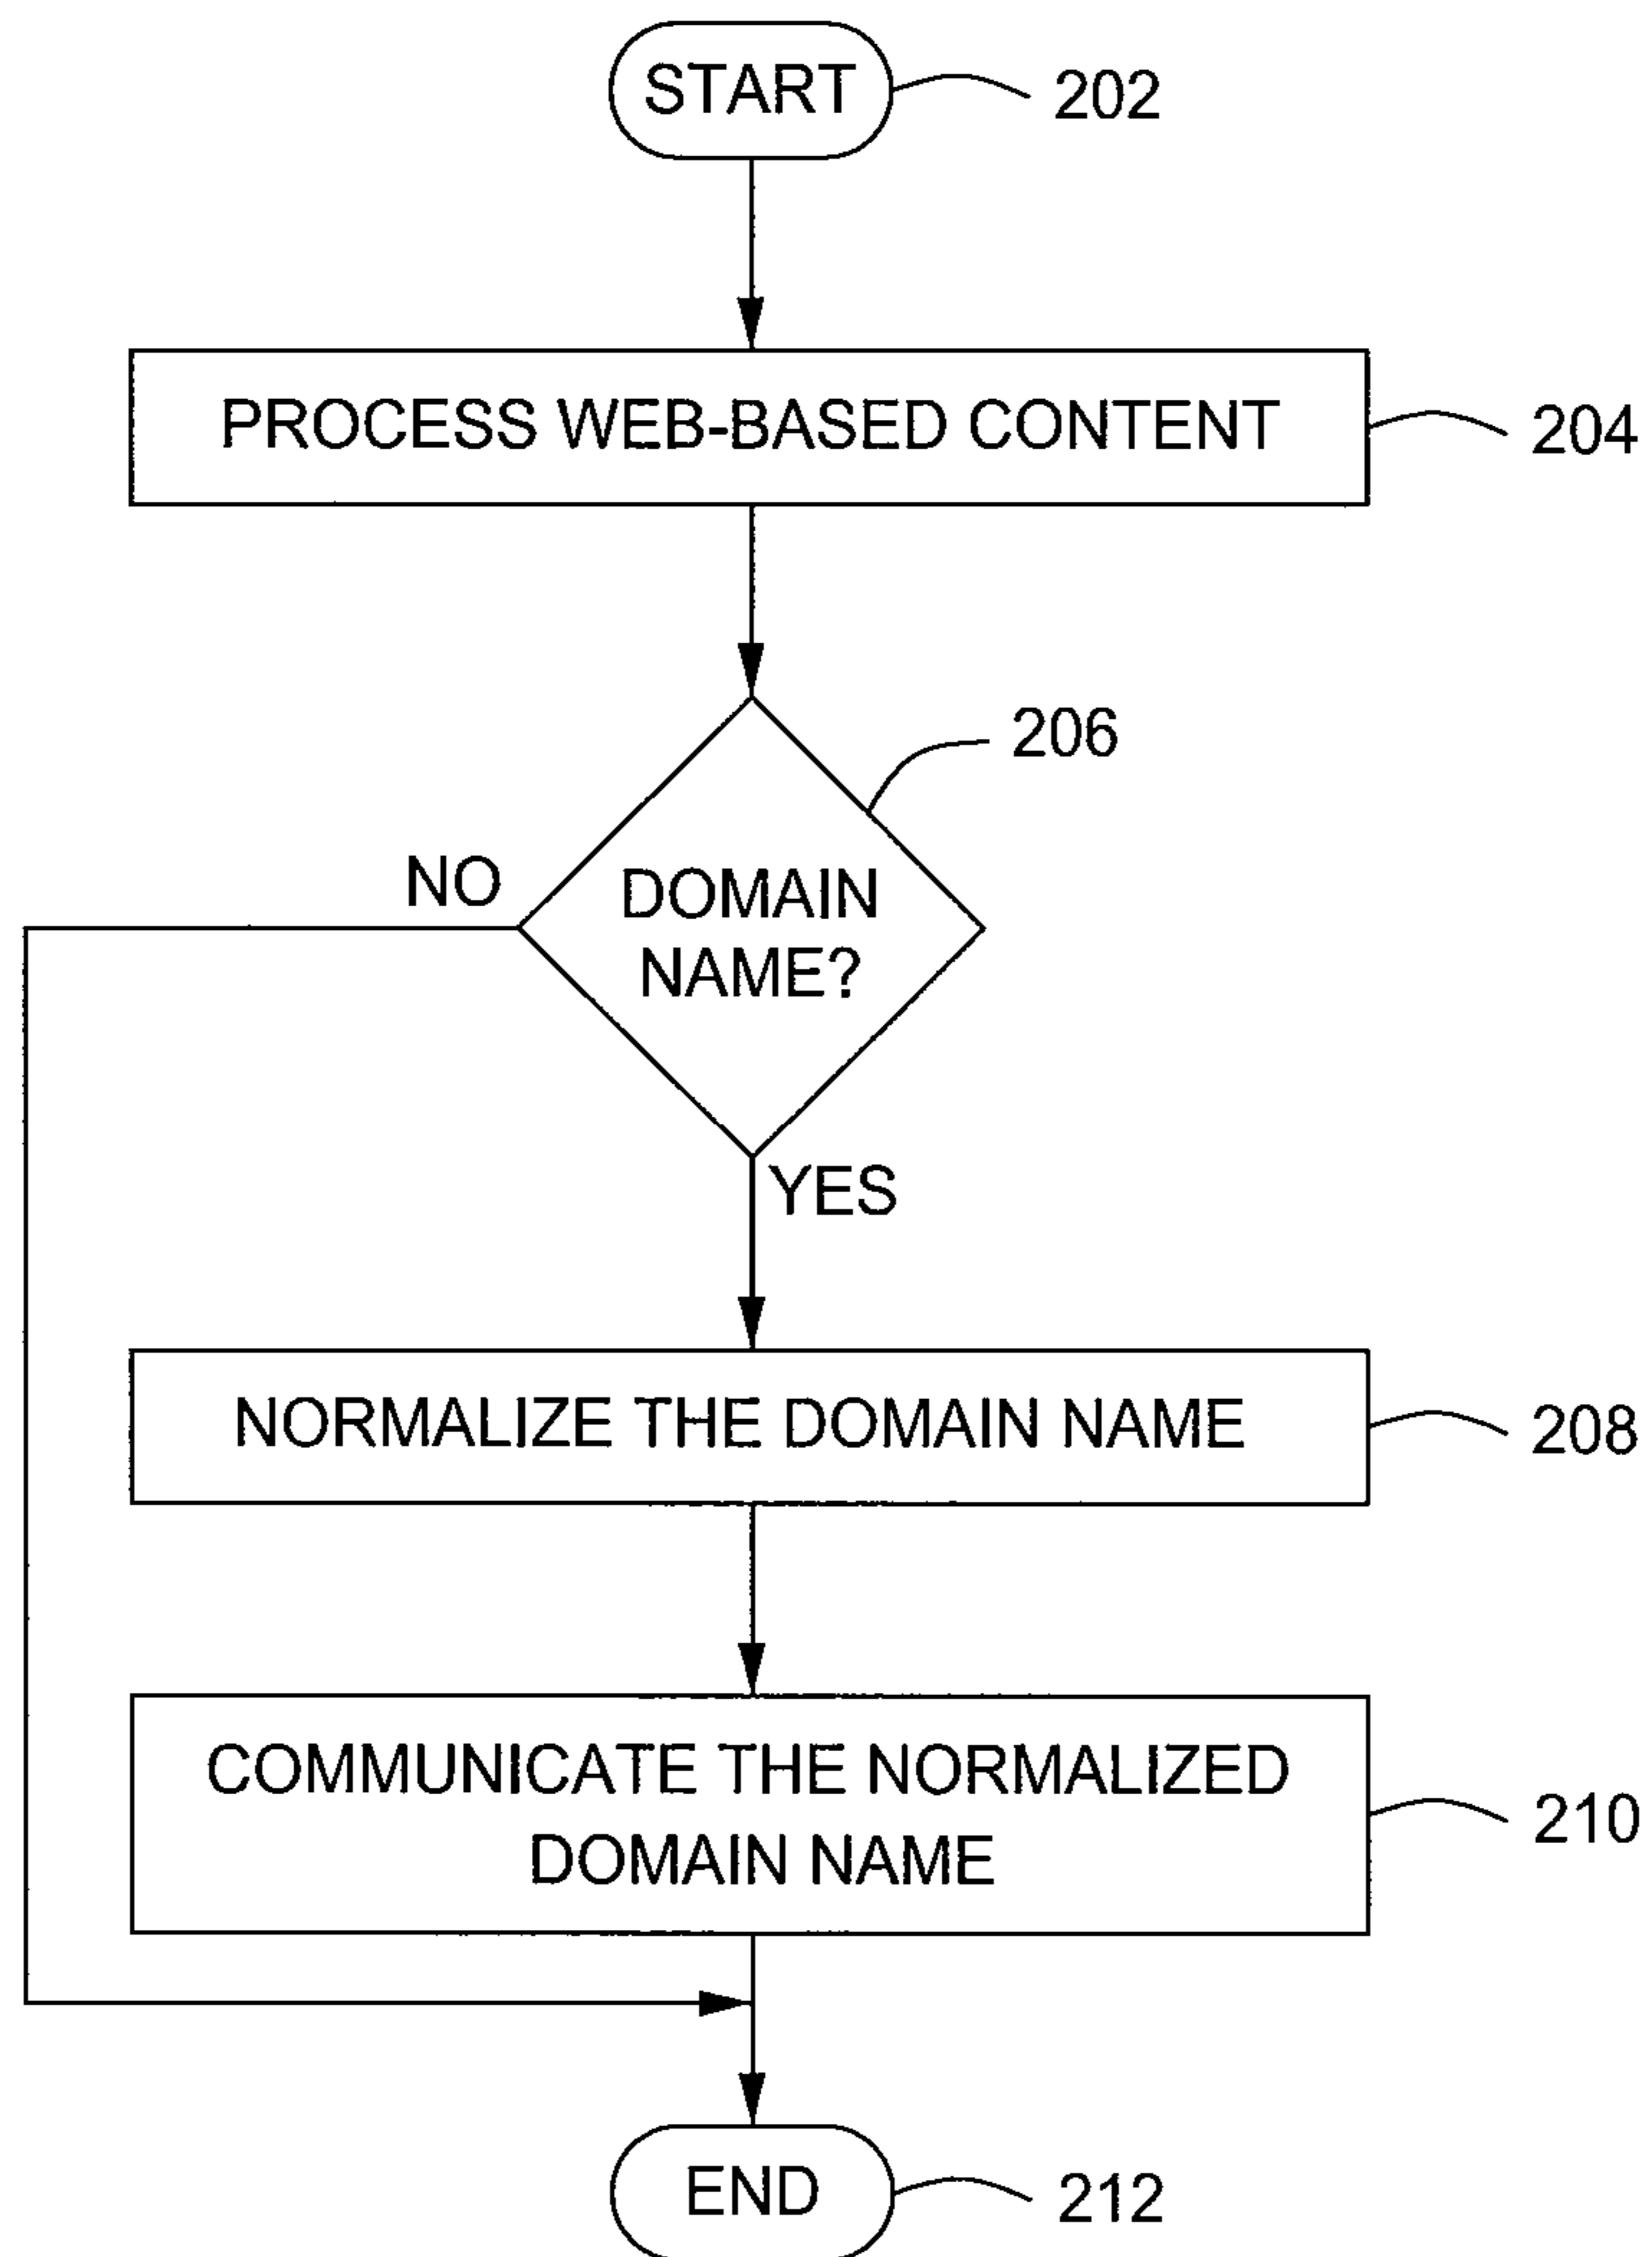 START
202
PROCESS WEB-BASED CONTENT
204
206
NO
DOMAIN
NAME?
YES
NORMALIZE THE DOMAIN NAME
208
COMMUNICATE THE NORMALIZED
DOMAIN NAME
210
END
212